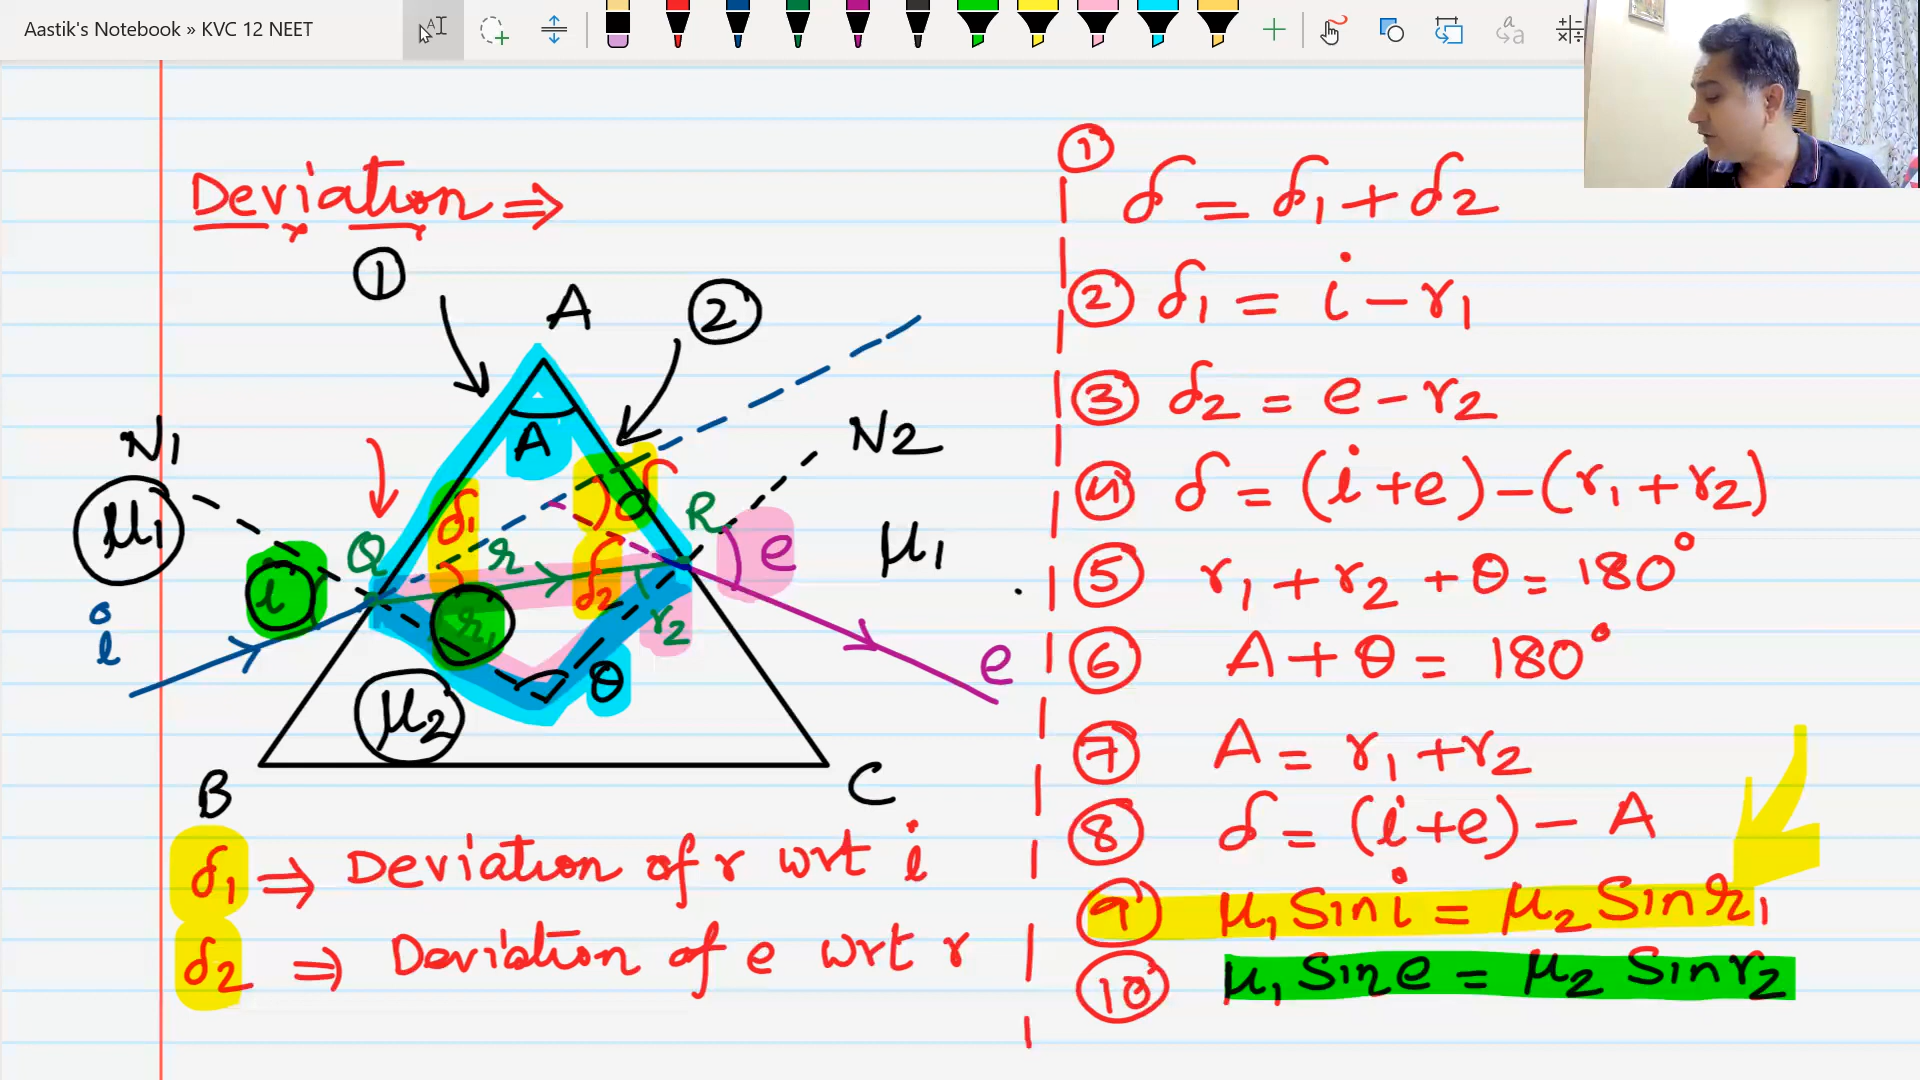 Aastik's Notebook » KVC 12 NEET
Deviation ⇒
① A ②
A
N1 N2
μ1 δ1 δ R μ1
Q r e
i δ2
i r1 r2
μ2 θ e
B C
δ1 ⇒ Deviation of r wrt i
δ2 ⇒ Deviation of e wrt r
① δ = δ1 + δ2
② δ1 = i - r1
③ δ2 = e - r2
④ δ = (i + e) - (r1 + r2)
⑤ r1 + r2 + θ = 180°
⑥ A + θ = 180°
⑦ A = r1 + r2
⑧ δ = (i + e) - A
⑨ μ1 Sin i = μ2 Sin r1
⑩ μ1 Sin e = μ2 Sin r2